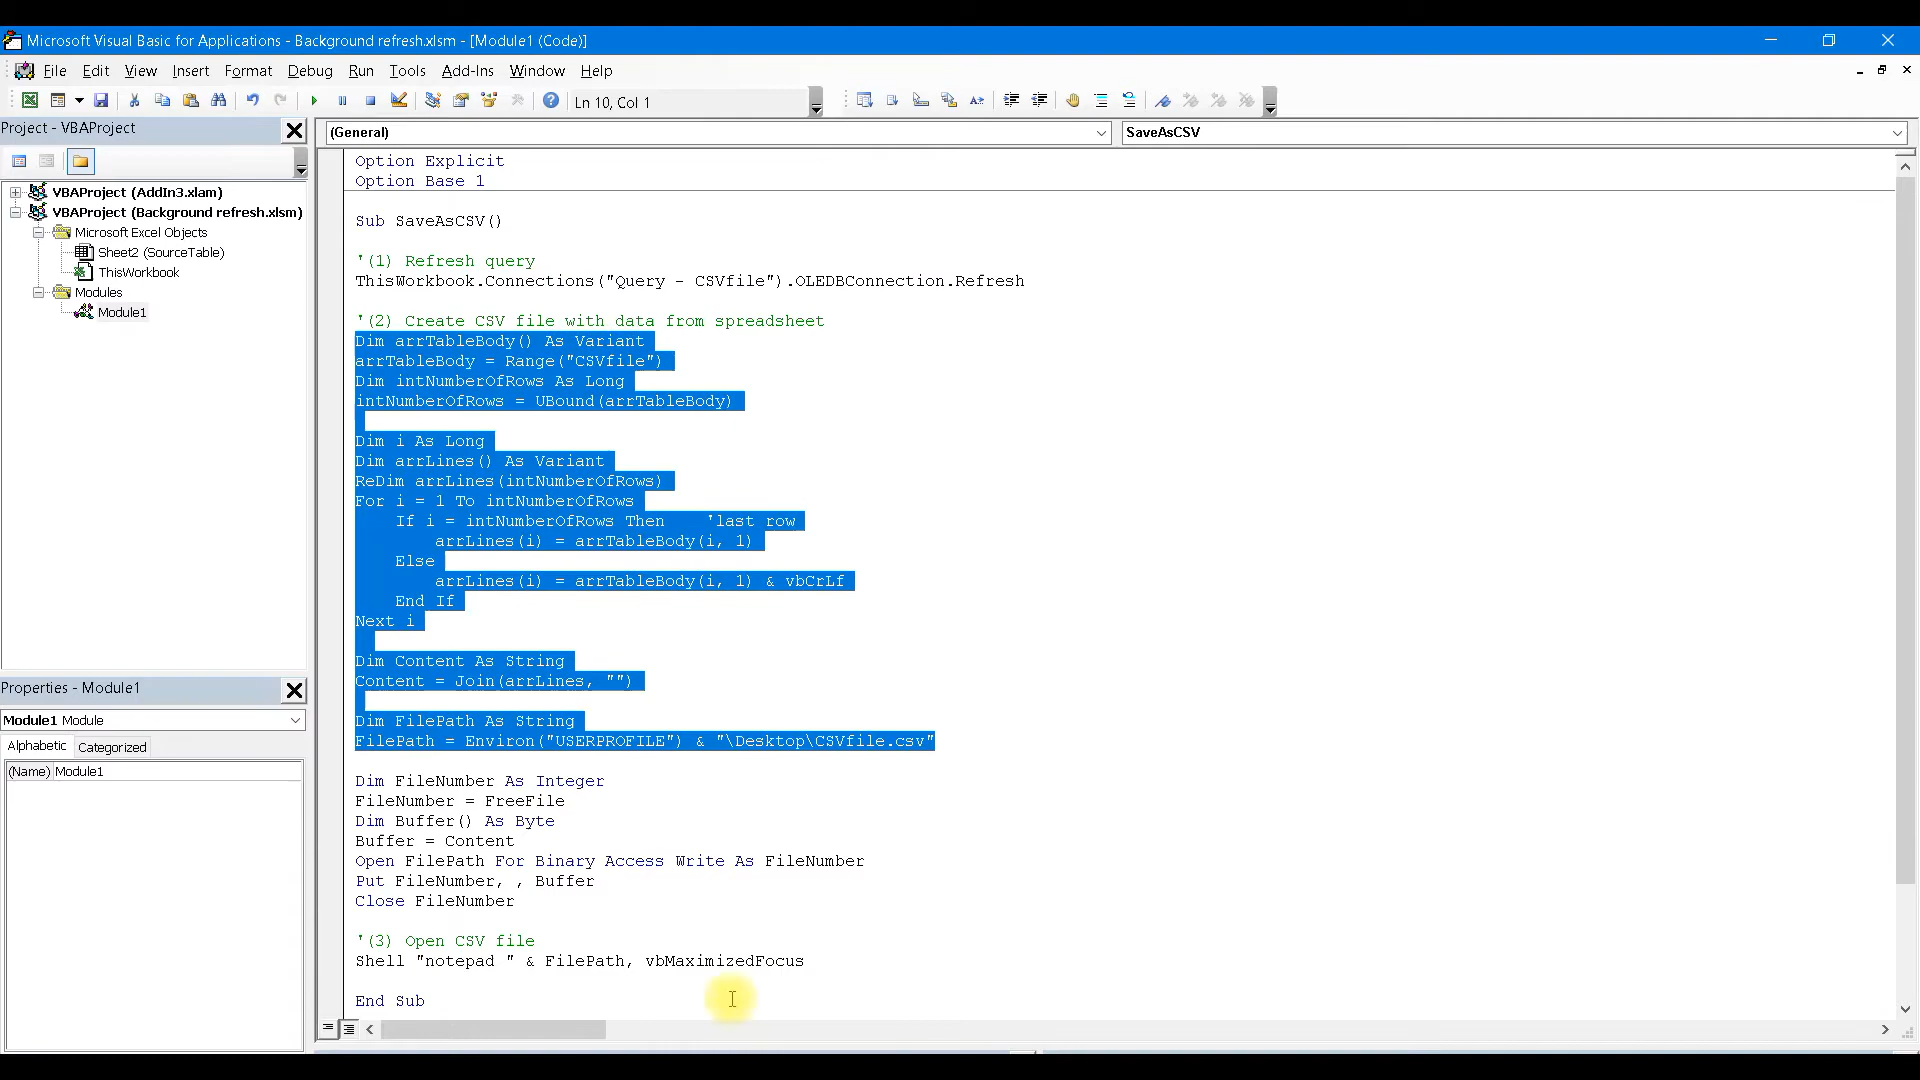 Microsoft Visual Basic for Applications - Background refresh.xlsm - [Module1 (Code)]
File Edit View Insert Format Debug Run Tools Add-Ins Window Help
Ln 10, Col 1
Project - VBAProject
VBAProject (AddIn3.xlam)
VBAProject (Background refresh.xlsm)
Microsoft Excel Objects
Sheet2 (SourceTable)
ThisWorkbook
Modules
Module1
Properties - Module1
Module1 Module
Alphabetic Categorized
(Name) Module1
(General) SaveAsCSV
Option Explicit
Option Base 1
Sub SaveAsCSV()
'(1) Refresh query
ThisWorkbook.Connections("Query - CSVfile").OLEDBConnection.Refresh
'(2) Create CSV file with data from spreadsheet
Dim arrTableBody() As Variant
arrTableBody = Range("CSVfile")
Dim intNumberOfRows As Long
intNumberOfRows = UBound(arrTableBody)
Dim i As Long
Dim arrLines() As Variant
ReDim arrLines(intNumberOfRows)
For i = 1 To intNumberOfRows
If i = intNumberOfRows Then 'last row
arrLines(i) = arrTableBody(i, 1)
Else
arrLines(i) = arrTableBody(i, 1) & vbCrLf
End If
Next i
Dim Content As String
Content = Join(arrLines, "")
Dim FilePath As String
FilePath = Environ("USERPROFILE") & "\Desktop\CSVfile.csv"
Dim FileNumber As Integer
FileNumber = FreeFile
Dim Buffer() As Byte
Buffer = Content
Open FilePath For Binary Access Write As FileNumber
Put FileNumber, , Buffer
Close FileNumber
'(3) Open CSV file
Shell "notepad " & FilePath, vbMaximizedFocus
End Sub